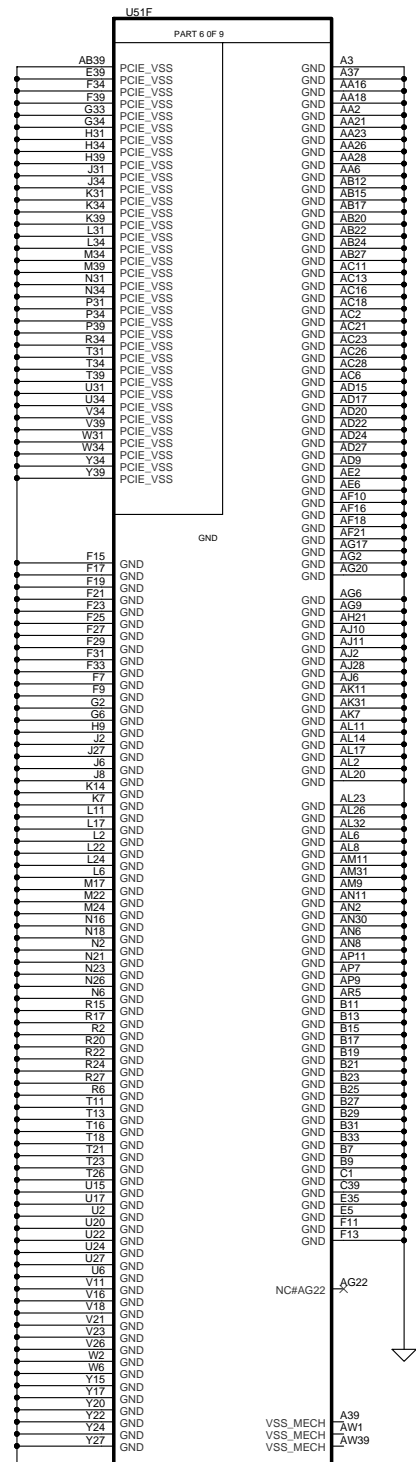 U51F
PART 6 0F 9
AB39 PCIE_VSS
E39 PCIE_VSS
F34 PCIE_VSS
F39 PCIE_VSS
G33 PCIE_VSS
G34 PCIE_VSS
H31 PCIE_VSS
H34 PCIE_VSS
H39 PCIE_VSS
J31 PCIE_VSS
J34 PCIE_VSS
K31 PCIE_VSS
K34 PCIE_VSS
K39 PCIE_VSS
L31 PCIE_VSS
L34 PCIE_VSS
M34 PCIE_VSS
M39 PCIE_VSS
N31 PCIE_VSS
N34 PCIE_VSS
P31 PCIE_VSS
P34 PCIE_VSS
P39 PCIE_VSS
R34 PCIE_VSS
T31 PCIE_VSS
T34 PCIE_VSS
T39 PCIE_VSS
U31 PCIE_VSS
U34 PCIE_VSS
V34 PCIE_VSS
V39 PCIE_VSS
W31 PCIE_VSS
W34 PCIE_VSS
Y34 PCIE_VSS
Y39 PCIE_VSS
GND
F15 GND
F17 GND
F19 GND
F21 GND
F23 GND
F25 GND
F27 GND
F29 GND
F31 GND
F33 GND
F7 GND
F9 GND
G2 GND
G6 GND
H9 GND
J2 GND
J27 GND
J6 GND
J8 GND
K14 GND
K7 GND
L11 GND
L17 GND
L2 GND
L22 GND
L24 GND
L6 GND
M17 GND
M22 GND
M24 GND
N16 GND
N18 GND
N2 GND
N21 GND
N23 GND
N26 GND
N6 GND
R15 GND
R17 GND
R2 GND
R20 GND
R22 GND
R24 GND
R27 GND
R6 GND
T11 GND
T13 GND
T16 GND
T18 GND
T21 GND
T23 GND
T26 GND
U15 GND
U17 GND
U2 GND
U20 GND
U22 GND
U24 GND
U27 GND
U6 GND
V11 GND
V16 GND
V18 GND
V21 GND
V23 GND
V26 GND
W2 GND
W6 GND
Y15 GND
Y17 GND
Y20 GND
Y22 GND
Y24 GND
Y27 GND
GND A3
GND A37
GND AA16
GND AA18
GND AA2
GND AA21
GND AA23
GND AA26
GND AA28
GND AA6
GND AB12
GND AB15
GND AB17
GND AB20
GND AB22
GND AB24
GND AB27
GND AC11
GND AC13
GND AC16
GND AC18
GND AC2
GND AC21
GND AC23
GND AC26
GND AC28
GND AC6
GND AD15
GND AD17
GND AD20
GND AD22
GND AD24
GND AD27
GND AD9
GND AE2
GND AE6
GND AF10
GND AF16
GND AF18
GND AF21
GND AG17
GND AG2
GND AG20
GND AG6
GND AG9
GND AH21
GND AJ10
GND AJ11
GND AJ2
GND AJ28
GND AJ6
GND AK11
GND AK31
GND AK7
GND AL11
GND AL14
GND AL17
GND AL2
GND AL20
GND AL23
GND AL26
GND AL32
GND AL6
GND AL8
GND AM11
GND AM31
GND AM9
GND AN11
GND AN2
GND AN30
GND AN6
GND AN8
GND AP11
GND AP7
GND AP9
GND AR5
GND B11
GND B13
GND B15
GND B17
GND B19
GND B21
GND B23
GND B25
GND B27
GND B29
GND B31
GND B33
GND B7
GND B9
GND C1
GND C39
GND E35
GND E5
GND F11
GND F13
NC#AG22 AG22
VSS_MECH A39
VSS_MECH AW1
VSS_MECH AW39